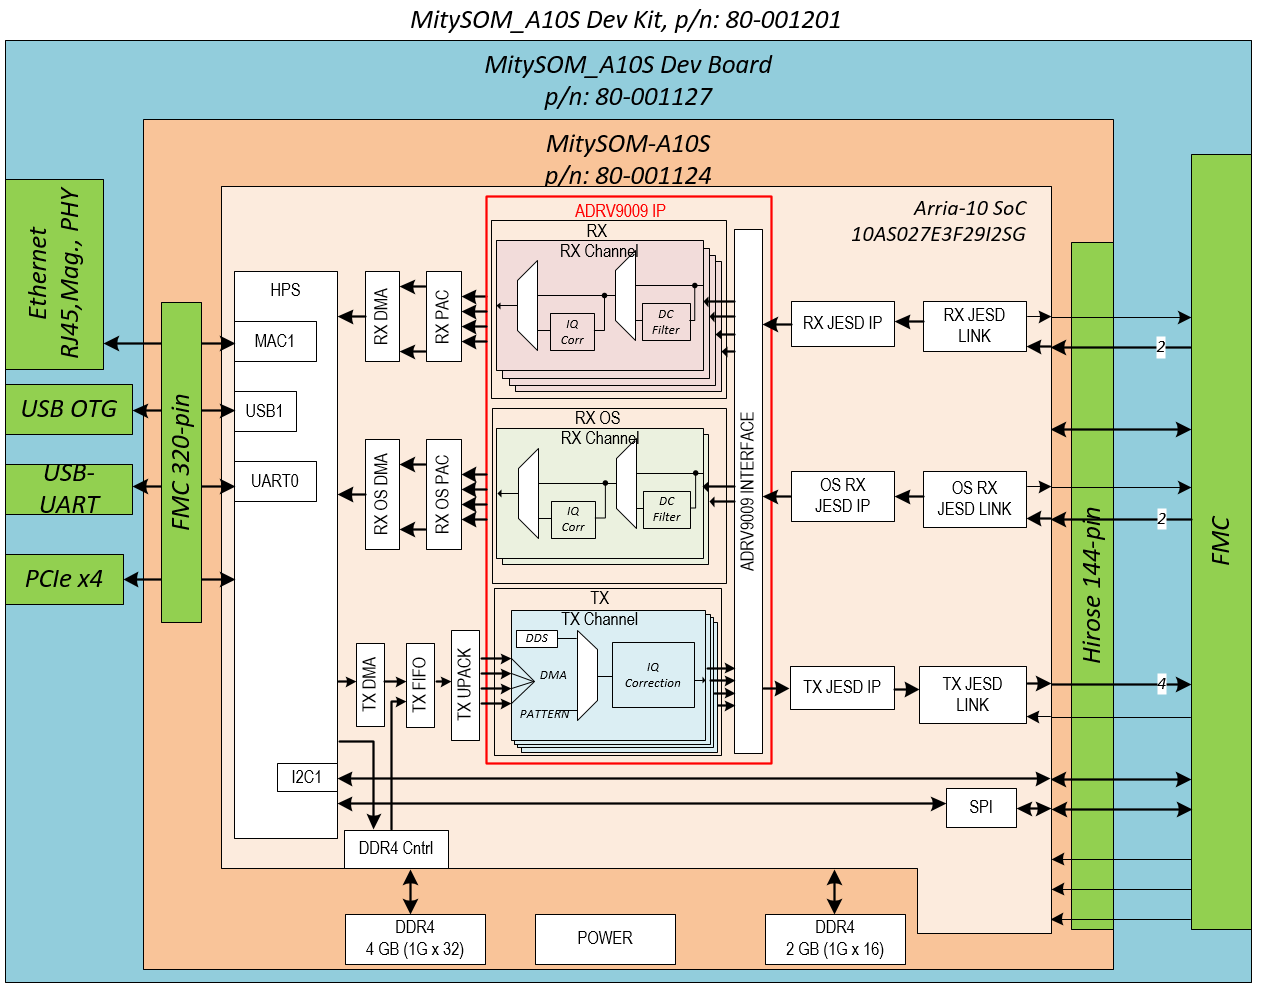 MitySOM_A10S Dev Kit, p/n: 80-001201
MitySOM_A10S Dev Board
p/n: 80-001127
MitySOM-A10S
p/n: 80-001124
Arria-10 SoC
10AS027E3F29I2SG
Ethernet
RJ45,Mag., PHY
USB OTG
USB-
UART
PCIe x4
FMC 320-pin
HPS
MAC1
USB1
UART0
I2C1
RX DMA
RX PAC
RX OS DMA
RX OS PAC
TX DMA
TX FIFO
TX UPACK
ADRV9009 IP
RX
RX Channel
IQ
Corr
DC
Filter
RX OS
RX Channel
IQ
Corr
DC
Filter
TX
TX Channel
DDS
DMA
PATTERN
IQ
Correction
ADRV9009 INTERFACE
RX JESD IP
RX JESD
LINK
OS RX
JESD IP
OS RX
JESD LINK
TX JESD IP
TX JESD
LINK
SPI
2
2
4
Hirose 144-pin
FMC
DDR4 Cntrl
DDR4
4 GB (1G x 32)
POWER
DDR4
2 GB (1G x 16)